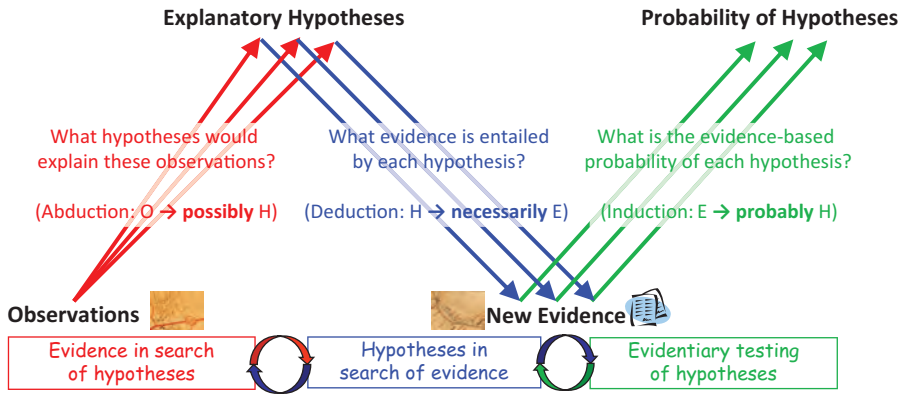 Explanatory Hypotheses
Probability of Hypotheses
What hypotheses would
explain these observations?
(Abduction: O → possibly H)
What evidence is entailed
by each hypothesis?
(Deduction: H → necessarily E)
What is the evidence-based
probability of each hypothesis?
(Induction: E → probably H)
Observations
New Evidence
Evidence in search
of hypotheses
Hypotheses in
search of evidence
Evidentiary testing
of hypotheses